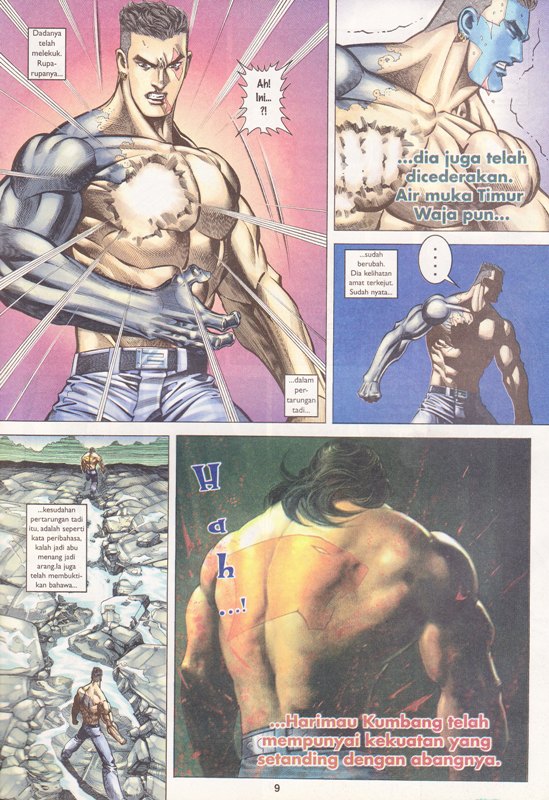 Dadanya
telah
melekuk.
Rupa-
rupanya...
Ah!
Ini...
?!
...dalam
per-
tarungan
tadi...
...dia juga telah
dicederakan.
Air muka Timur
Waja pun...
...sudah
berubah.
Dia kelihatan
amat terkejut.
Sudah nyata...
....
...kesudahan
pertarungan tadi
itu, adalah seperti
kata peribahasa,
kalah jadi abu
menang jadi
arang.Ia juga
telah membukti-
kan bahawa...
Hah...!
...Harimau Kumbang telah
mempunyai kekuatan yang
setanding dengan abangnya.
9